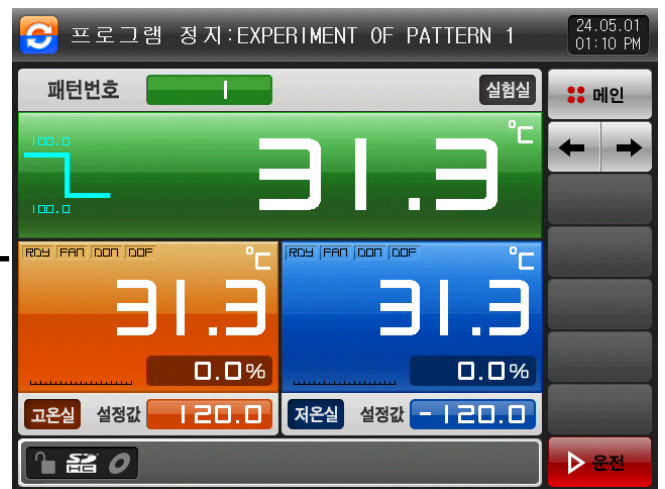 프로그램 정지:EXPERIMENT OF PATTERN 1
24.05.01
01:10 PM
패턴번호 1 실험실
메인
100.0
31.3 °C
100.0
RDY FAN DON DOF °C
31.3
0.0%
RDY FAN DON DOF °C
31.3
0.0%
고온실 설정값 120.0
저온실 설정값 -120.0
운전